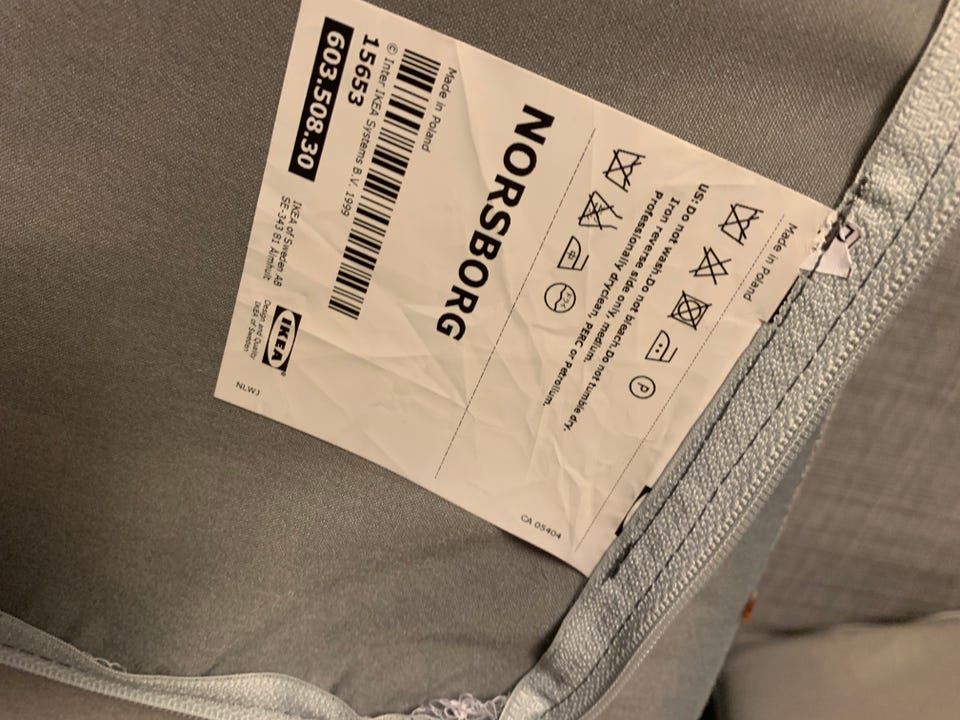 Made in Poland
US: Do not wash.Do not bleach.Do not tumble dry.
Iron reverse side only, medium.
Professionally dryclean, PERC or Petrolium.
CA 05404
NORSBORG
Made in Poland
© Inter IKEA Systems B.V. 1999
15653
603.508.30
IKEA of Sweden AB
SE-343 81 Älmhult
IKEA®
Design and Quality
IKEA of Sweden
NLWJ
P